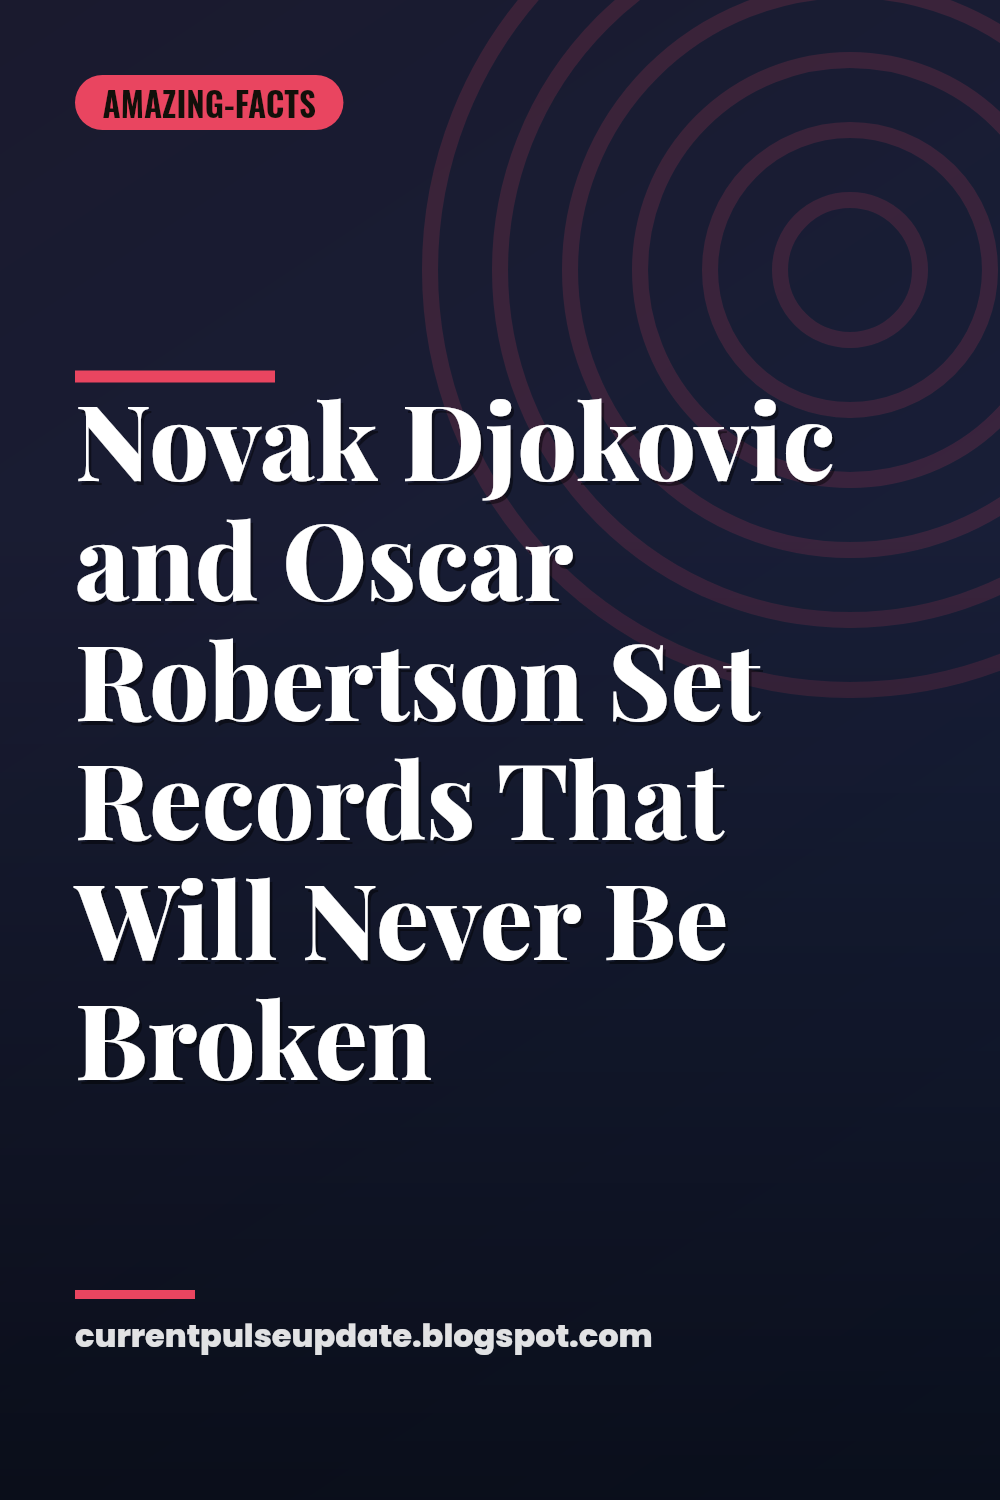 AMAZING-FACTS
Novak Djokovic
and Oscar
Robertson Set
Records That
Will Never Be
Broken
currentpulseupdate.blogspot.com